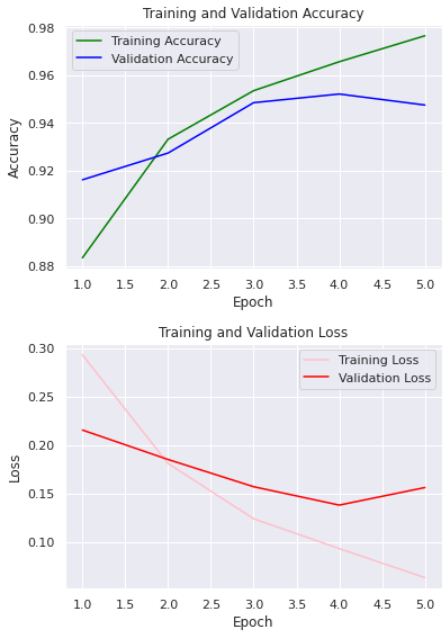 Training and Validation Accuracy
0.98
0.96
0.94
0.92
0.90
0.88
Accuracy
Training Accuracy
Validation Accuracy
1.0 1.5 2.0 2.5 3.0 3.5 4.0 4.5 5.0
Epoch
Training and Validation Loss
0.30
0.25
0.20
0.15
0.10
Loss
Training Loss
Validation Loss
1.0 1.5 2.0 2.5 3.0 3.5 4.0 4.5 5.0
Epoch